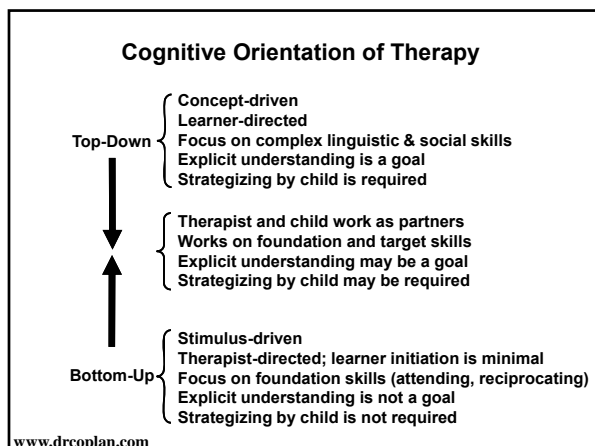 Cognitive Orientation of Therapy
Top-Down
Concept-driven
Learner-directed
Focus on complex linguistic & social skills
Explicit understanding is a goal
Strategizing by child is required
Therapist and child work as partners
Works on foundation and target skills
Explicit understanding may be a goal
Strategizing by child may be required
Bottom-Up
Stimulus-driven
Therapist-directed; learner initiation is minimal
Focus on foundation skills (attending, reciprocating)
Explicit understanding is not a goal
Strategizing by child is not required
www.drcoplan.com